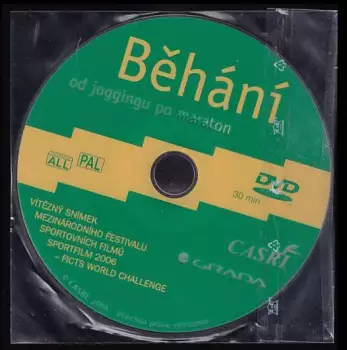 Běhání
od joggingu po maraton
ALL
PAL
DVD
30 min
VÍTĚZNÝ SNÍMEK
MEZINÁRODNÍHO FESTIVALU
SPORTOVNÍCH FILMŮ
SPORTFILM 2006
– FICTS WORLD CHALLENGE
CASRI
GRADA
© CASRI